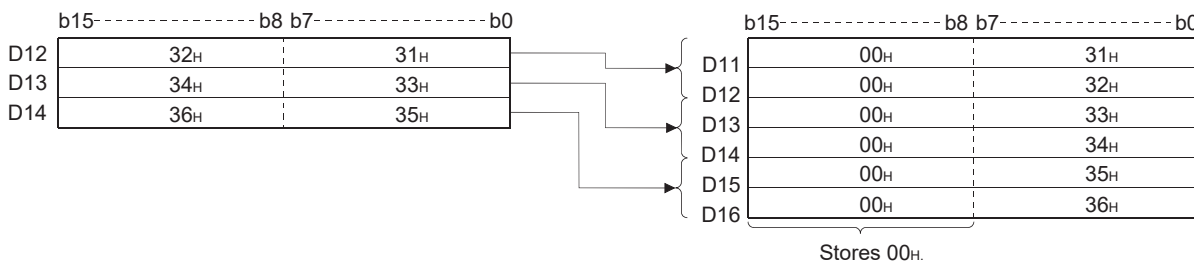 b15 b8 b7 b0
D12 32H 31H
D13 34H 33H
D14 36H 35H
b15 b8 b7 b0
D11 00H 31H
D12 00H 32H
D13 00H 33H
D14 00H 34H
D15 00H 35H
D16 00H 36H
Stores 00H.